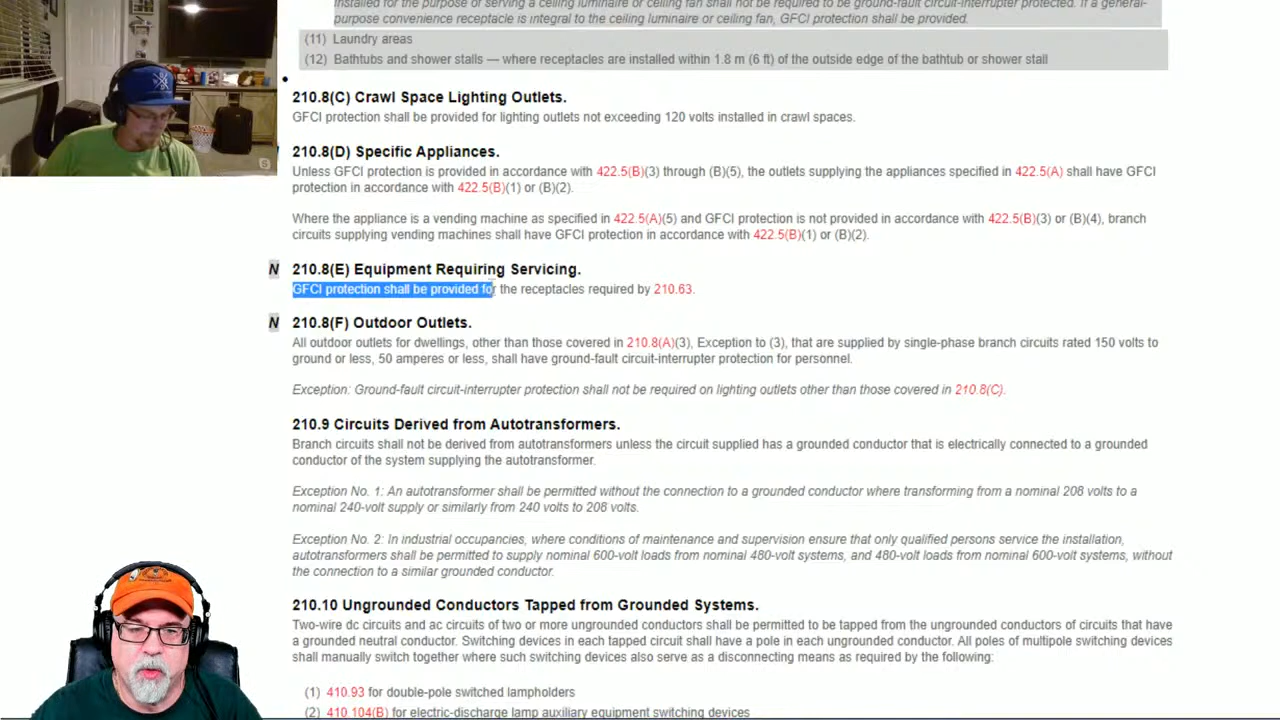 installed for the purpose of serving a ceiling luminaire or ceiling fan shall not be required to be ground-fault circuit-interrupter protected. If a general-
purpose convenience receptacle is integral to the ceiling luminaire or ceiling fan, GFCI protection shall be provided.
(11) Laundry areas
(12) Bathtubs and shower stalls — where receptacles are installed within 1.8 m (6 ft) of the outside edge of the bathtub or shower stall
210.8(C) Crawl Space Lighting Outlets.
GFCI protection shall be provided for lighting outlets not exceeding 120 volts installed in crawl spaces.
210.8(D) Specific Appliances.
Unless GFCI protection is provided in accordance with 422.5(B)(3) through (B)(5), the outlets supplying the appliances specified in 422.5(A) shall have GFCI
protection in accordance with 422.5(B)(1) or (B)(2).
Where the appliance is a vending machine as specified in 422.5(A)(5) and GFCI protection is not provided in accordance with 422.5(B)(3) or (B)(4), branch
circuits supplying vending machines shall have GFCI protection in accordance with 422.5(B)(1) or (B)(2).
N 210.8(E) Equipment Requiring Servicing.
GFCI protection shall be provided for the receptacles required by 210.63.
N 210.8(F) Outdoor Outlets.
All outdoor outlets for dwellings, other than those covered in 210.8(A)(3), Exception to (3), that are supplied by single-phase branch circuits rated 150 volts to
ground or less, 50 amperes or less, shall have ground-fault circuit-interrupter protection for personnel.
Exception: Ground-fault circuit-interrupter protection shall not be required on lighting outlets other than those covered in 210.8(C).
210.9 Circuits Derived from Autotransformers.
Branch circuits shall not be derived from autotransformers unless the circuit supplied has a grounded conductor that is electrically connected to a grounded
conductor of the system supplying the autotransformer.
Exception No. 1: An autotransformer shall be permitted without the connection to a grounded conductor where transforming from a nominal 208 volts to a
nominal 240-volt supply or similarly from 240 volts to 208 volts.
Exception No. 2: In industrial occupancies, where conditions of maintenance and supervision ensure that only qualified persons service the installation,
autotransformers shall be permitted to supply nominal 600-volt loads from nominal 480-volt systems, and 480-volt loads from nominal 600-volt systems, without
the connection to a similar grounded conductor.
210.10 Ungrounded Conductors Tapped from Grounded Systems.
Two-wire dc circuits and ac circuits of two or more ungrounded conductors shall be permitted to be tapped from the ungrounded conductors of circuits that have
a grounded neutral conductor. Switching devices in each tapped circuit shall have a pole in each ungrounded conductor. All poles of multipole switching devices
shall manually switch together where such switching devices also serve as a disconnecting means as required by the following:
(1) 410.93 for double-pole switched lampholders
(2) 410.104(B) for electric-discharge lamp auxiliary equipment switching devices